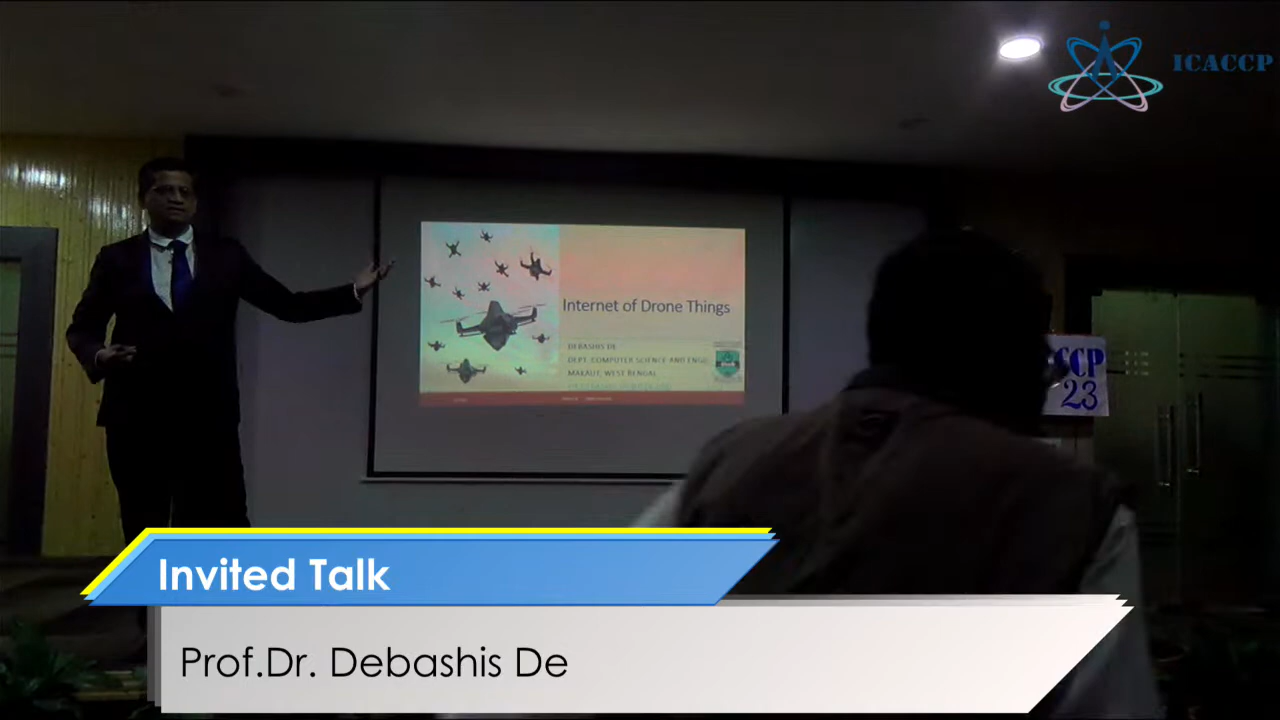 ICACCP
Internet of Drone Things
DEBASHIS DE
DEPT. COMPUTER SCIENCE AND ENGG.
MAKAUT, WEST BENGAL
CCP
23
Invited Talk
Prof.Dr. Debashis De